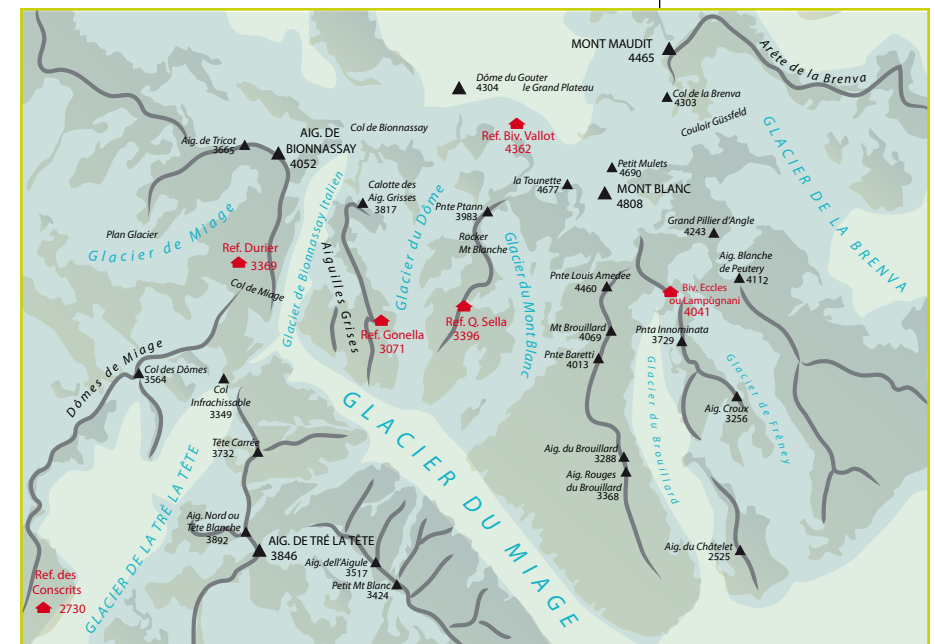 MONT MAUDIT
4465
Arête de la Brenva
Dôme du Gouter
4304
le Grand Plateau
Col de la Brenva
4303
Couloir Güssfeld
GLACIER DE LA BRENVA
Ref. Biv. Vallot
4362
Col de Bionnassay
AIG. DE
BIONNASSAY
4052
Aig. de Tricot
3665
Petit Mulets
4690
la Tounette
4677
MONT BLANC
4808
Calotte des
Aig. Grisses
3817
Pnte Ptann
3983
Grand Pillier d'Angle
4243
Plan Glacier
Glacier de Miage
Ref. Durier
3369
Col de Miage
Glacier de Bionnassay Italien
Aiguilles Grises
Glacier du Dôme
Rocker
Mt Blanche
Glacier du Mont Blanc
Aig. Blanche
de Peutery
4112
Pnte Louis Amedee
4460
Biv. Eccles
ou Lampùgnani
4041
Ref. Gonella
3071
Ref. Q. Sella
3396
Mt Brouillard
4069
Pnta Innominata
3729
Pnte Baretti
4013
Dômes de Miage
Col des Dômes
3564
Col
Infrachissable
3349
GLACIER DU MIAGE
Glacier du Brouillard
Glacier de Frêney
Aig. Croux
3256
Tête Carrée
3732
Aig. du Brouillard
3288
Aig. Rouges
du Brouillard
3368
GLACIER DE LA TRÉ LA TÊTE
Aig. Nord ou
Tête Blanche
3892
AIG. DE TRÉ LA TÊTE
3846
Aig. dell'Aigule
3517
Petit Mt Blanc
3424
Aig. du Châtelet
2525
Ref. des
Conscrits
2730